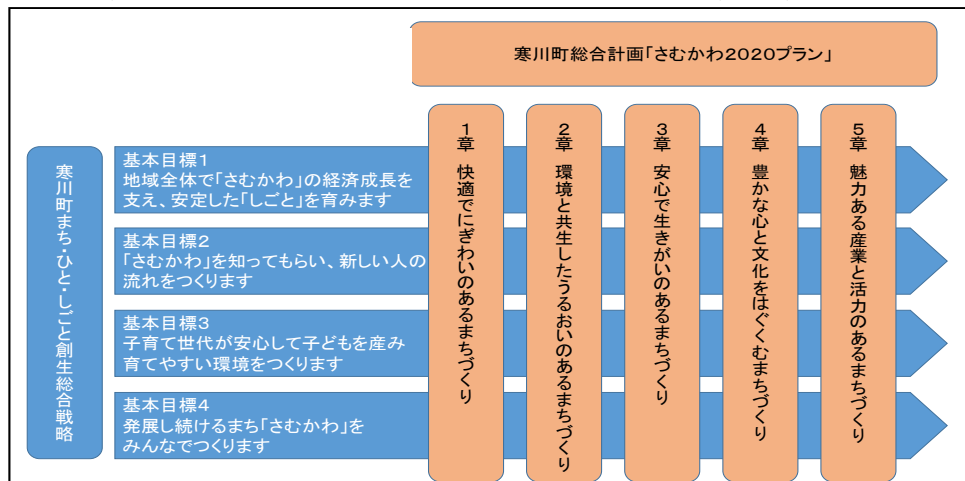 寒川町総合計画「さむかわ2020プラン」
1章 快適でにぎわいのあるまちづくり
2章 環境と共生したうるおいのあるまちづくり
3章 安心で生きがいのあるまちづくり
4章 豊かな心と文化をはぐくむまちづくり
5章 魅力ある産業と活力のあるまちづくり
寒川町まち・ひと・しごと創生総合戦略
基本目標1
地域全体で「さむかわ」の経済成長を
支え、安定した「しごと」を育みます
基本目標2
「さむかわ」を知ってもらい、新しい人の
流れをつくります
基本目標3
子育て世代が安心して子どもを産み
育てやすい環境をつくります
基本目標4
発展し続けるまち「さむかわ」を
みんなでつくります